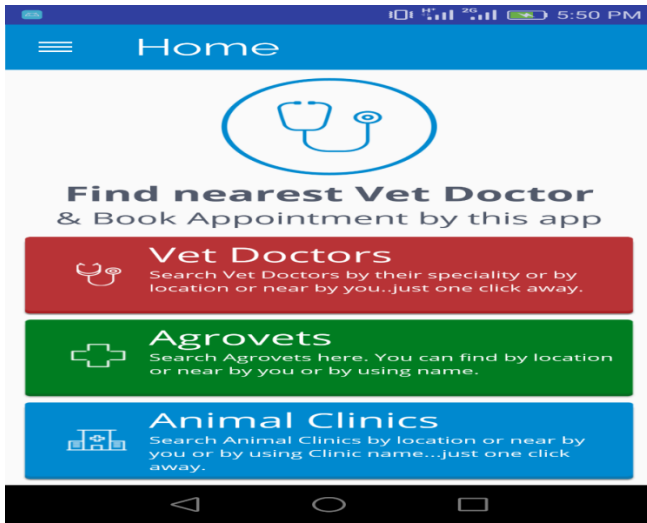 H+ 2G 5:50 PM
Home
Find nearest Vet Doctor
& Book Appointment by this app
Vet Doctors
Search Vet Doctors by their speciality or by
location or near by you..just one click away.
Agrovets
Search Agrovets here. You can find by location
or near by you or by using name.
Animal Clinics
Search Animal Clinics by location or near by
you or by using Clinic name...just one click
away.